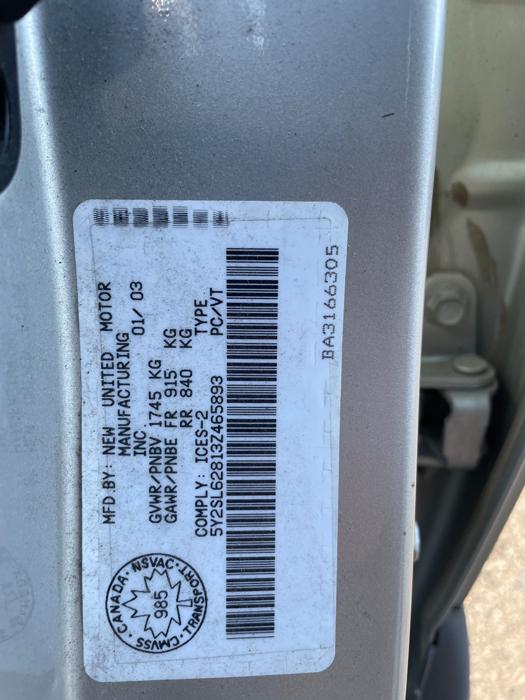 MFD.BY: NEW UNITED MOTOR
MANUFACTURING
INC. 01/ 03
GVWR/PNBV 1745 KG
GAWR/PNBE FR 915 KG
RR 840 KG
COMPLY: ICES-2 TYPE
5Y2SL62813Z465893 PC/VT
BA3166305
CANADA · NSVAC · TRANSPORT · CMVSS ·
985